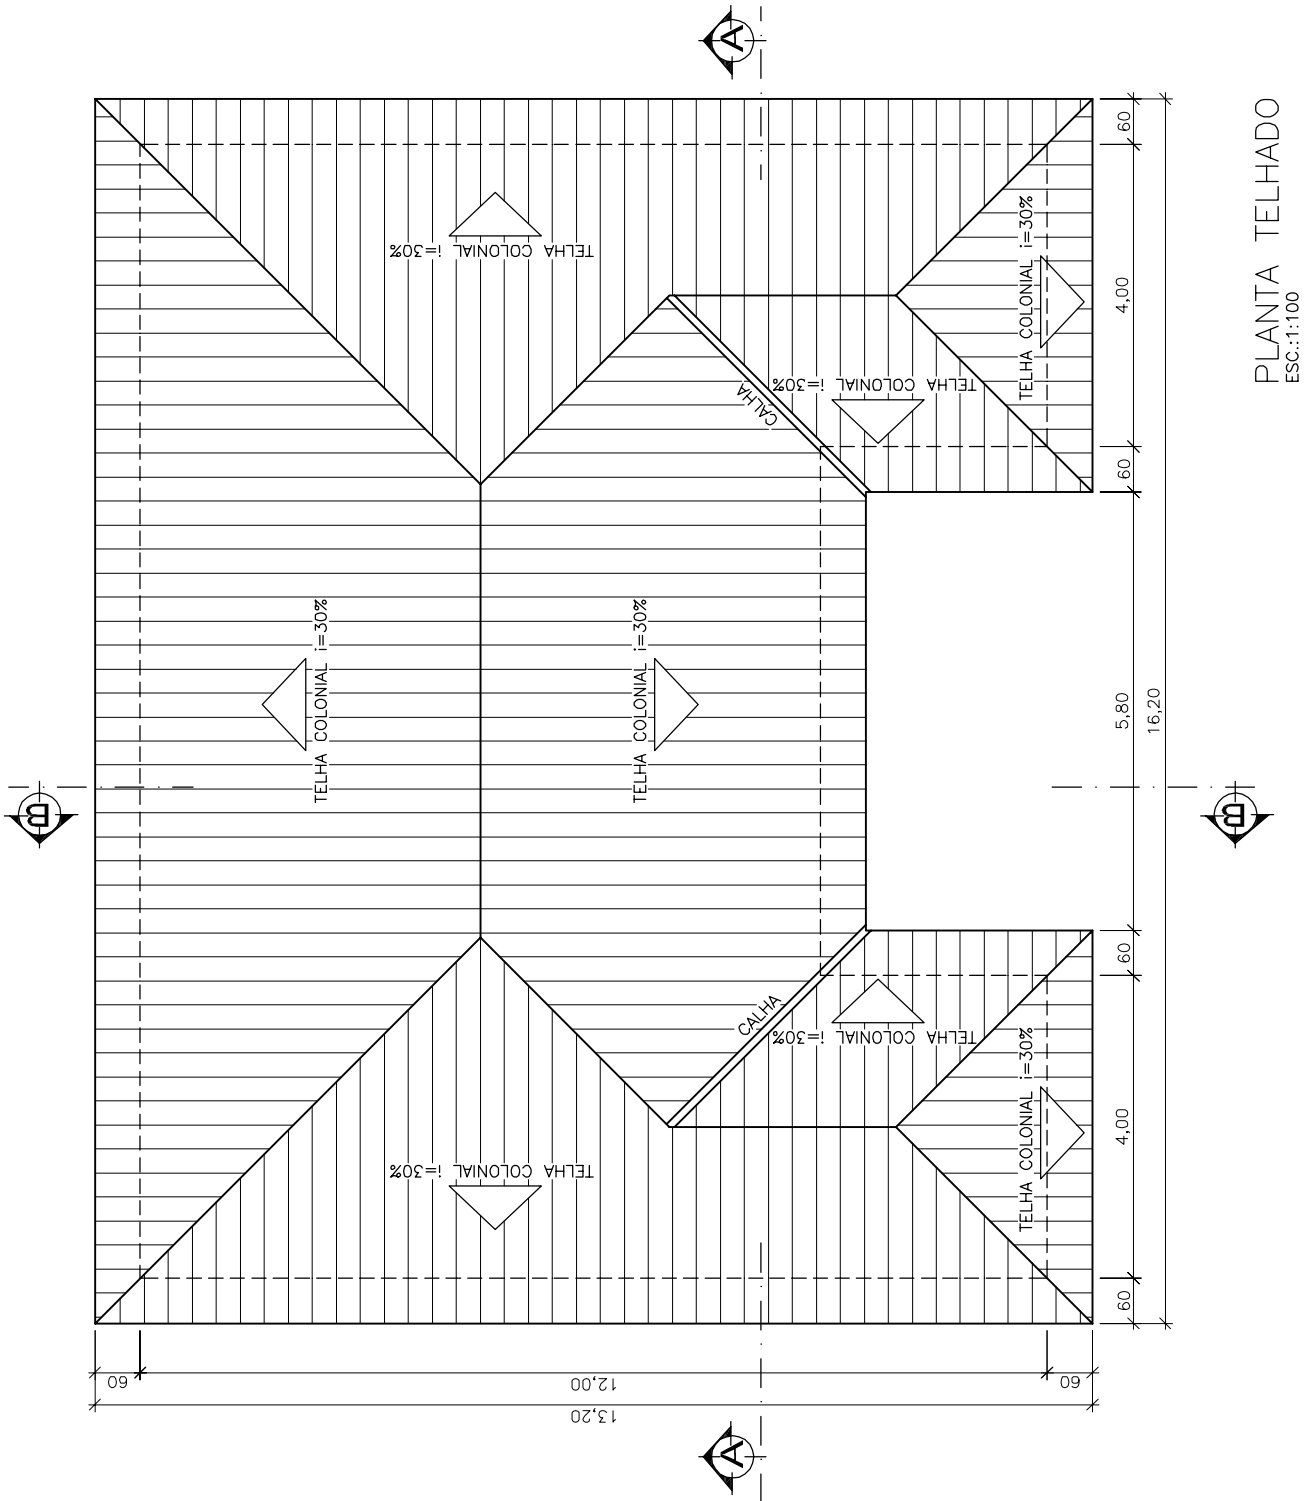 A
TELHA COLONIAL i=30%
TELHA COLONIAL i=30%
60
4,00
60
CALHA
TELHA COLONIAL i=30%
PLANTA TELHADO
ESC.:1:100
TELHA COLONIAL i=30%
TELHA COLONIAL i=30%
5,80
16,20
B
B
CALHA
TELHA COLONIAL i=30%
60
TELHA COLONIAL i=30%
4,00
TELHA COLONIAL i=30%
60
60
12,00
60
13,20
A